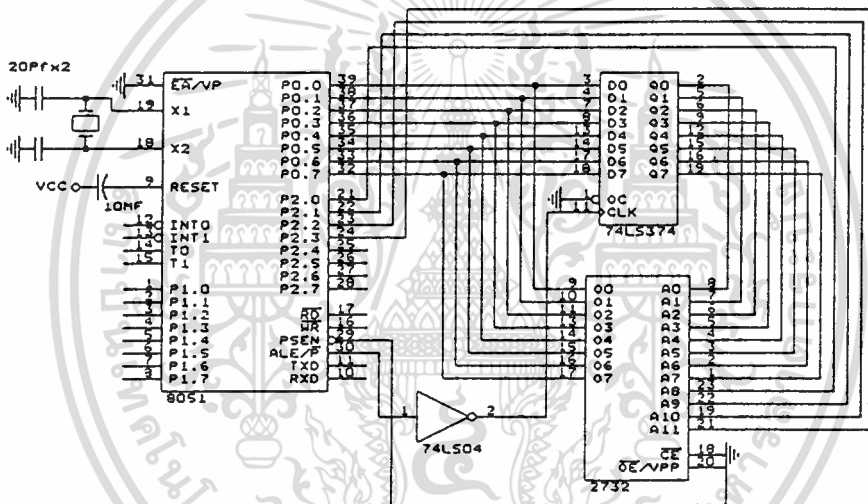 20Pfx2
VCC
10MF
31 EA/VP
19 X1
18 X2
9 RESET
12 INT0
13 INT1
14 T0
15 T1
1 P1.0
2 P1.1
3 P1.2
4 P1.3
5 P1.4
6 P1.5
7 P1.6
8 P1.7
P0.0 39
P0.1 38
P0.2 37
P0.3 36
P0.4 35
P0.5 34
P0.6 33
P0.7 32
P2.0 21
P2.1 22
P2.2 23
P2.3 24
P2.4 25
P2.5 26
P2.6 27
P2.7 28
RD 17
WR 16
PSEN 29
ALE/P 30
TXD 11
RXD 10
8051
1 2
74LS04
3 D0 Q0 2
4 D1 Q1 5
7 D2 Q2 6
8 D3 Q3 9
13 D4 Q4 12
14 D5 Q5 15
17 D6 Q6 16
18 D7 Q7 19
1 OC
11 CLK
74LS374
9 O0 A0 8
10 O1 A1 7
11 O2 A2 6
13 O3 A3 5
14 O4 A4 4
15 O5 A5 3
16 O6 A6 2
17 O7 A7 1
A8 23
A9 22
A10 19
A11 21
CE 18
OE/VPP 20
2732